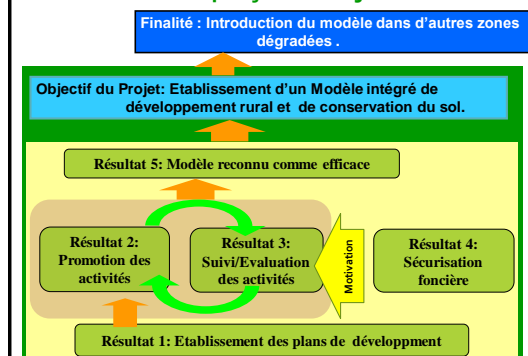 Finalité : Introduction du modèle dans d'autres zones
dégradées .
Objectif du Projet: Etablissement d'un Modèle intégré de
développement rural et  de conservation du sol.
Résultat 5: Modèle reconnu comme efficace
Résultat 2:
Promotion des
activités
Résultat 3:
Suivi/Evaluation
des activités
Motivation
Résultat 4:
Sécurisation
foncière
Résultat 1: Etablissement des plans de développment